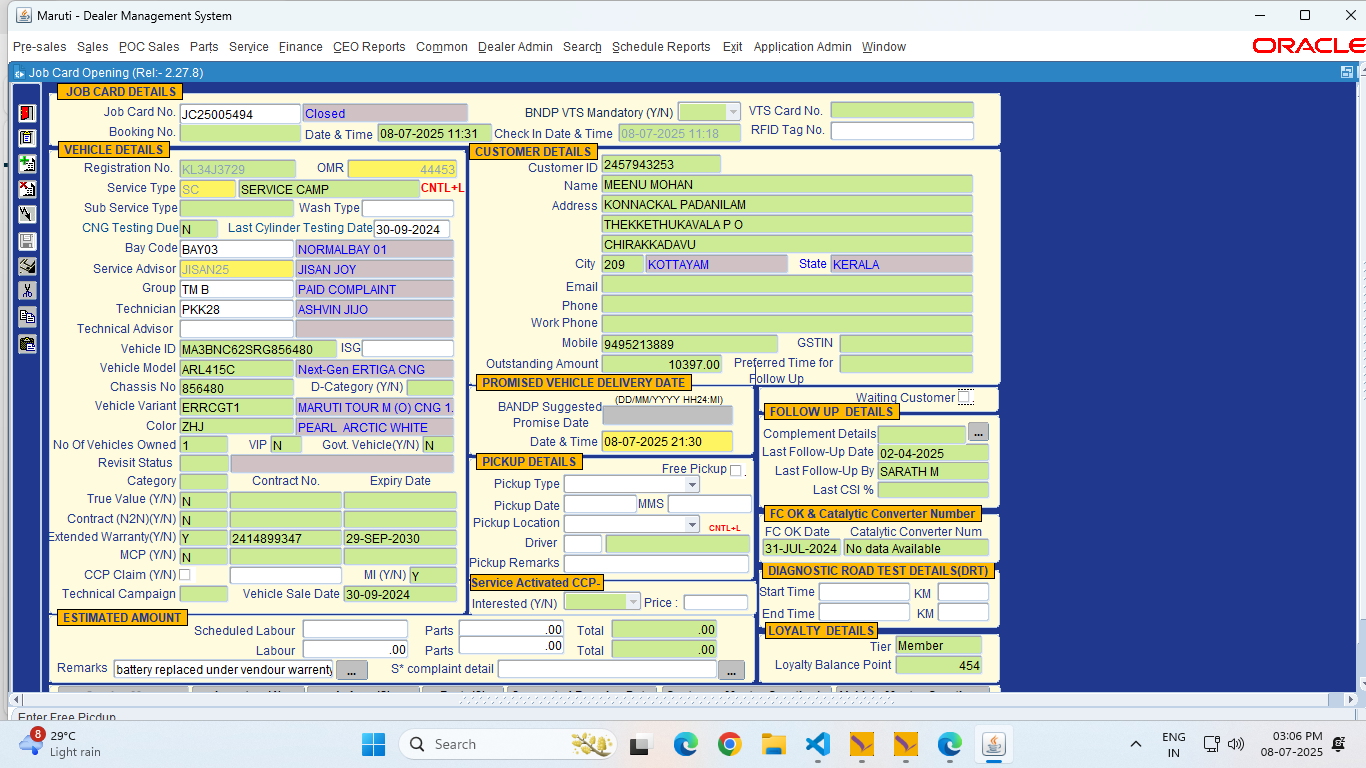 Maruti - Dealer Management System
Pre-sales Sales POC Sales Parts Service Finance CEO Reports Common Dealer Admin Search Schedule Reports Exit Application Admin Window
ORACLE
Job Card Opening (Rel:- 2.27.8)
JOB CARD DETAILS
Job Card No. JC25005494 Closed BNDP VTS Mandatory (Y/N) VTS Card No.
Booking No. Date & Time 08-07-2025 11:31 Check In Date & Time 08-07-2025 11:18 RFID Tag No.
VEHICLE DETAILS
Registration No. KL34J3729 OMR 44453
Service Type SC SERVICE CAMP CNTL+L
Sub Service Type Wash Type
CNG Testing Due N Last Cylinder Testing Date 30-09-2024
Bay Code BAY03 NORMALBAY 01
Service Advisor JISAN25 JISAN JOY
Group TM B PAID COMPLAINT
Technician PKK28 ASHVIN JIJO
Technical Advisor
Vehicle ID MA3BNC62SRG856480 ISG
Vehicle Model ARL415C Next-Gen ERTIGA CNG
Chassis No 856480 D-Category (Y/N)
Vehicle Variant ERRCGT1 MARUTI TOUR M (O) CNG 1.
Color ZHJ PEARL ARCTIC WHITE
No Of Vehicles Owned 1 VIP N Govt. Vehicle(Y/N) N
Revisit Status
Category Contract No. Expiry Date
True Value (Y/N) N
Contract (N2N)(Y/N) N
Extended Warranty(Y/N) Y 2414899347 29-SEP-2030
MCP (Y/N) N
CCP Claim (Y/N) MI (Y/N) Y
Technical Campaign Vehicle Sale Date 30-09-2024
CUSTOMER DETAILS
Customer ID 2457943253
Name MEENU MOHAN
Address KONNACKAL PADANILAM
THEKKETHUKAVALA P O
CHIRAKKADAVU
City 209 KOTTAYAM State KERALA
Email
Phone
Work Phone
Mobile 9495213889 GSTIN
Outstanding Amount 10397.00 Preferred Time for
Follow Up
PROMISED VEHICLE DELIVERY DATE
(DD/MM/YYYY HH24:MI)
BANDP Suggested
Promise Date
Date & Time 08-07-2025 21:30
PICKUP DETAILS
Free Pickup .
Pickup Type
Pickup Date MMS
Pickup Location CNTL+L
Driver
Pickup Remarks
Service Activated CCP-
Interested (Y/N) Price :
Waiting Customer
FOLLOW UP DETAILS
Complement Details ...
Last Follow-Up Date 02-04-2025
Last Follow-Up By SARATH M
Last CSI %
FC OK & Catalytic Converter Number
FC OK Date Catalytic Converter Num
31-JUL-2024 No data Available
DIAGNOSTIC ROAD TEST DETAILS(DRT)
Start Time KM
End Time KM
LOYALTY DETAILS
Tier Member
Loyalty Balance Point 454
ESTIMATED AMOUNT
Scheduled Labour Parts .00 Total .00
Labour .00 Parts .00 Total .00
Remarks battery replaced under vendour warrenty ... S* complaint detail ...
Enter Free Picdup
8 29°C
Light rain
Search
ENG
IN
03:06 PM
08-07-2025